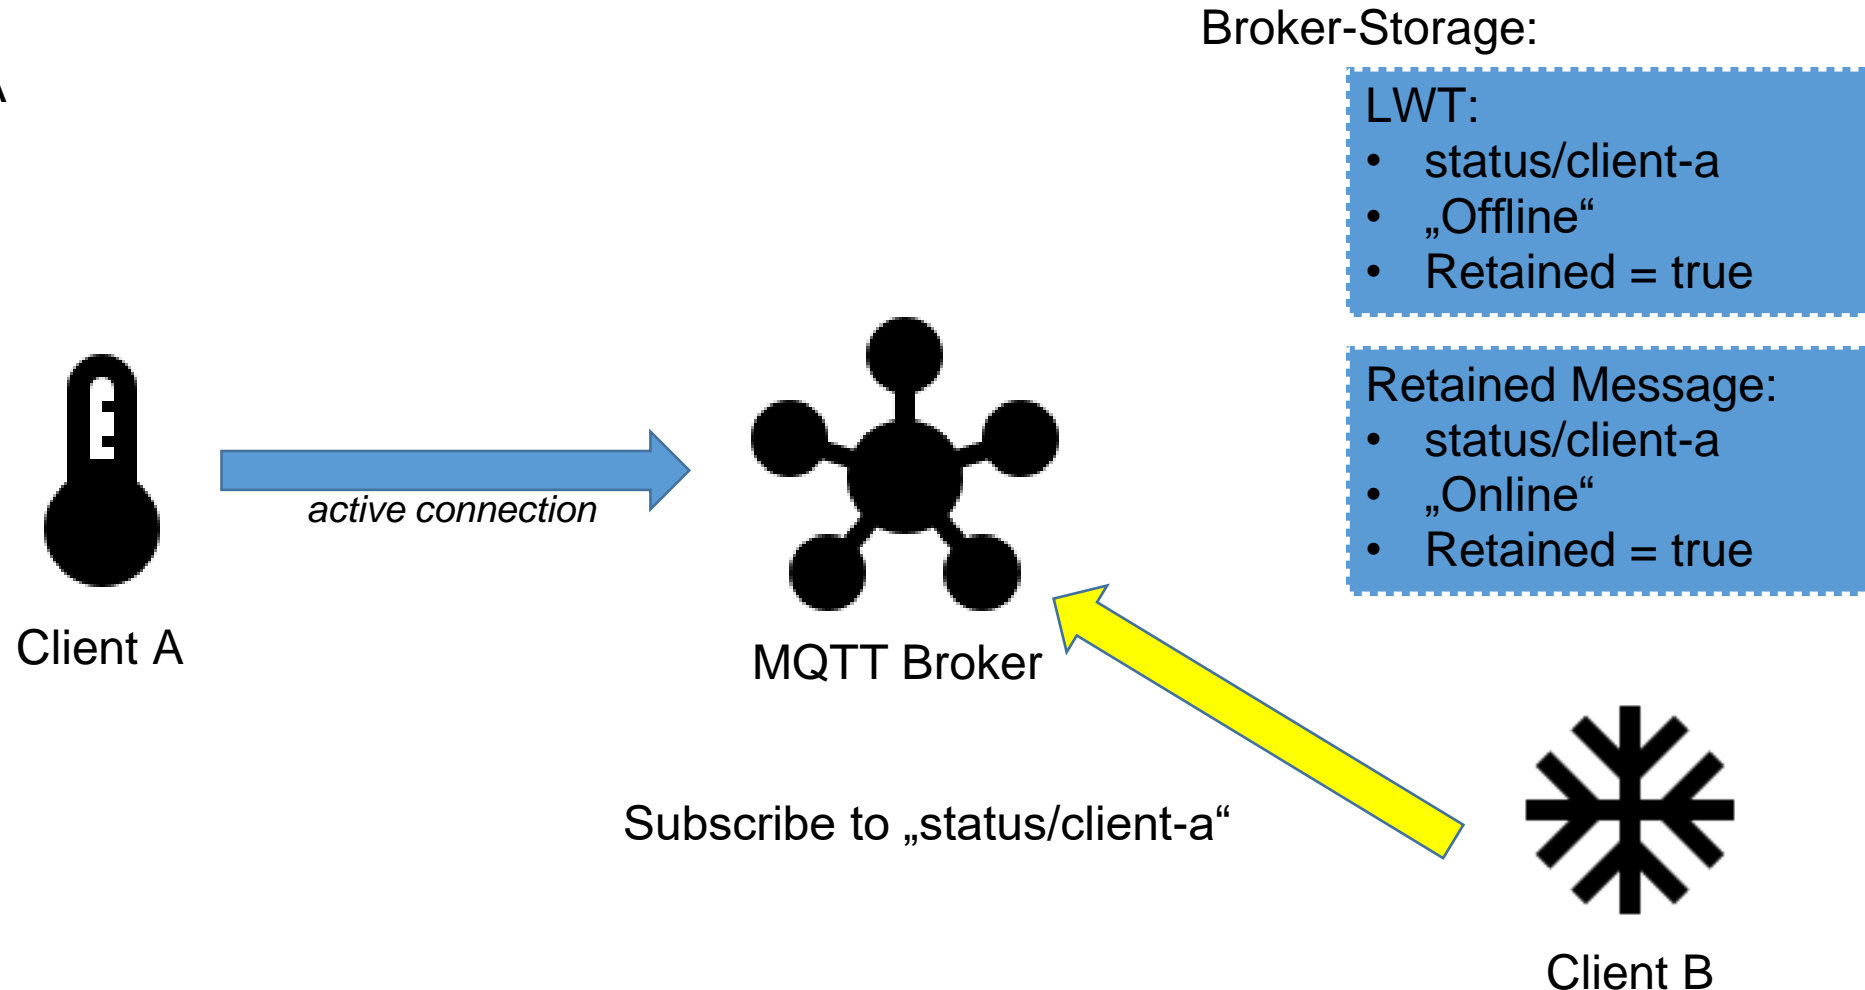 Broker-Storage:
A
LWT:
• status/client-a
• „Offline“
• Retained = true
Retained Message:
• status/client-a
• „Online“
• Retained = true
active connection
Client A
MQTT Broker
Subscribe to „status/client-a“
Client B